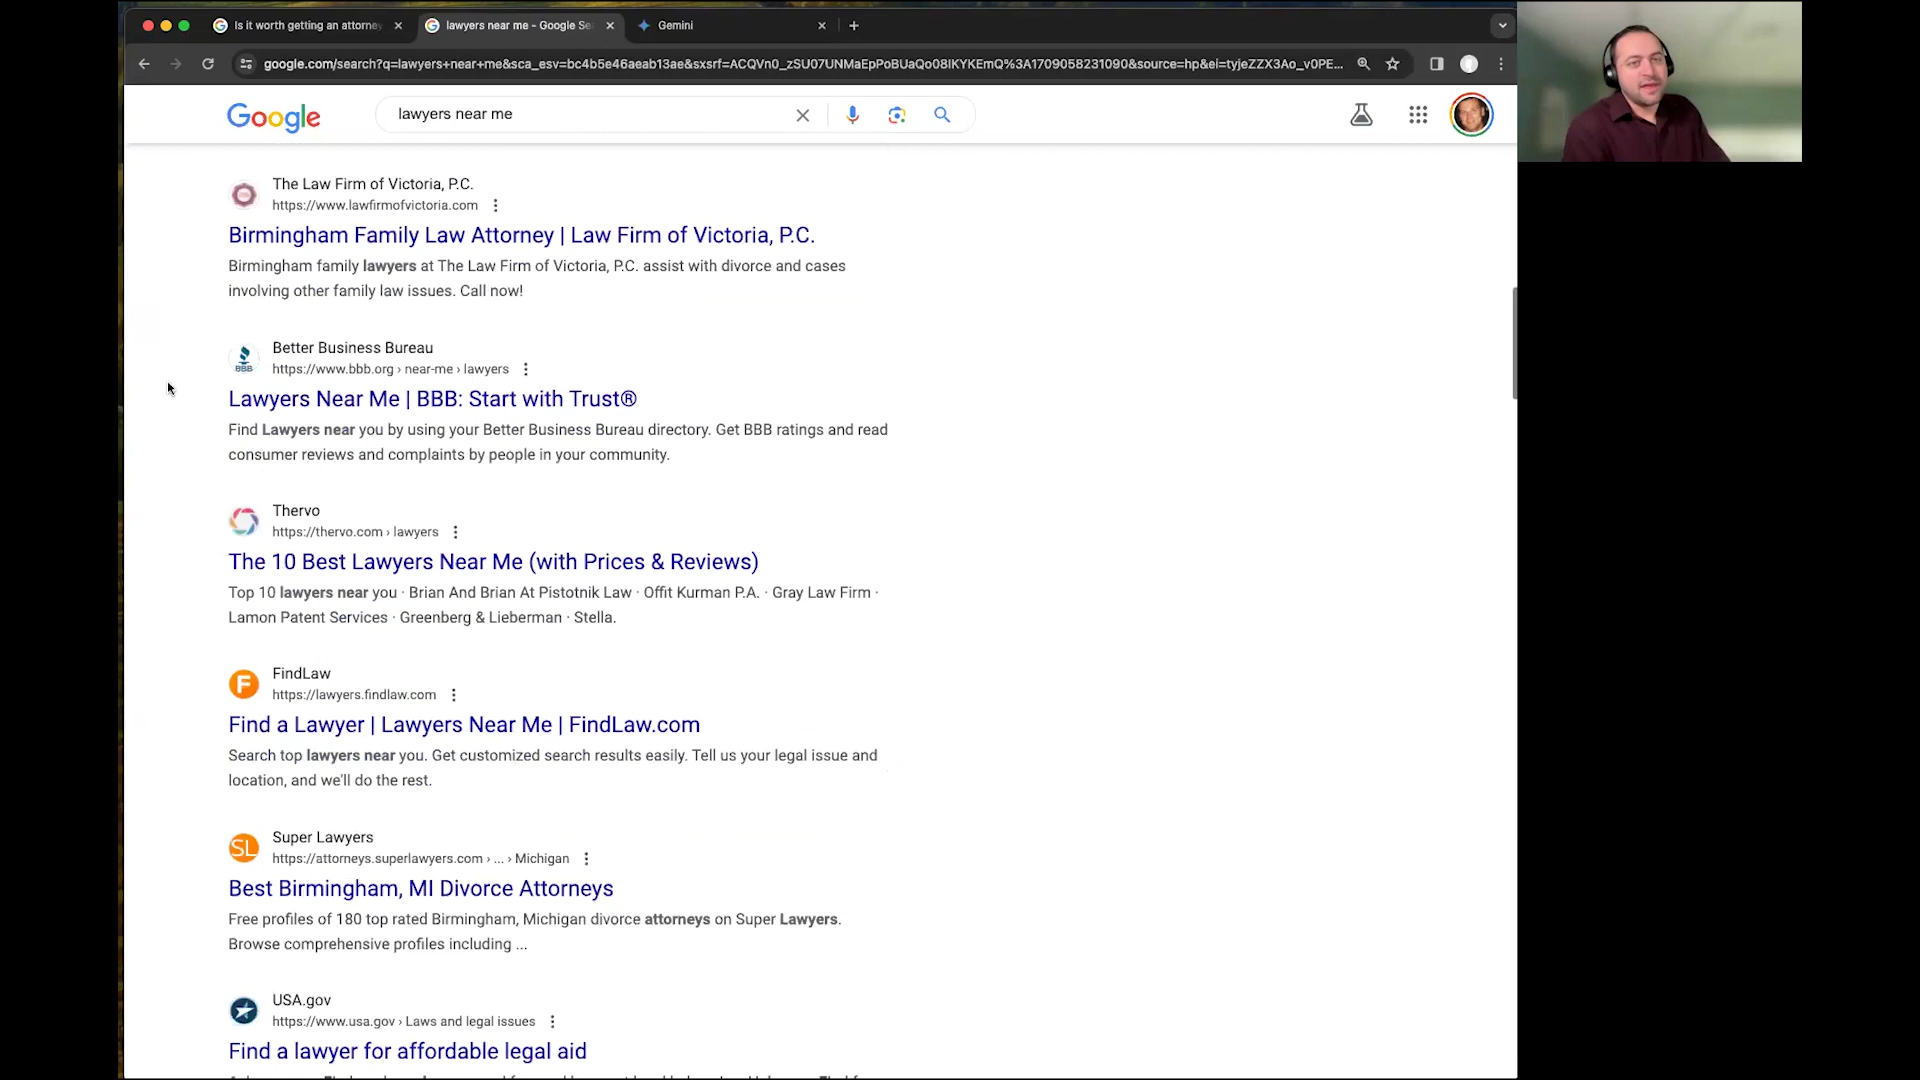 Is it worth getting an attorney
lawyers near me - Google Se
Gemini
google.com/search?q=lawyers+near+me&sca_esv=bc4b5e46aeab13ae&sxsrf=ACQVn0_zSU07UNMaEpPoBUaQo08lKYKEmQ%3A1709058231090&source=hp&ei=tyjeZZX3Ao_v0PE...
Google
lawyers near me
The Law Firm of Victoria, P.C.
https://www.lawfirmofvictoria.com
Birmingham Family Law Attorney | Law Firm of Victoria, P.C.
Birmingham family lawyers at The Law Firm of Victoria, P.C. assist with divorce and cases
involving other family law issues. Call now!
BBB
Better Business Bureau
https://www.bbb.org › near-me › lawyers
Lawyers Near Me | BBB: Start with Trust®
Find Lawyers near you by using your Better Business Bureau directory. Get BBB ratings and read
consumer reviews and complaints by people in your community.
Thervo
https://thervo.com › lawyers
The 10 Best Lawyers Near Me (with Prices & Reviews)
Top 10 lawyers near you · Brian And Brian At Pistotnik Law · Offit Kurman P.A. · Gray Law Firm ·
Lamon Patent Services · Greenberg & Lieberman · Stella.
F
FindLaw
https://lawyers.findlaw.com
Find a Lawyer | Lawyers Near Me | FindLaw.com
Search top lawyers near you. Get customized search results easily. Tell us your legal issue and
location, and we'll do the rest.
SL
Super Lawyers
https://attorneys.superlawyers.com › ... › Michigan
Best Birmingham, MI Divorce Attorneys
Free profiles of 180 top rated Birmingham, Michigan divorce attorneys on Super Lawyers.
Browse comprehensive profiles including ...
USA.gov
https://www.usa.gov › Laws and legal issues
Find a lawyer for affordable legal aid